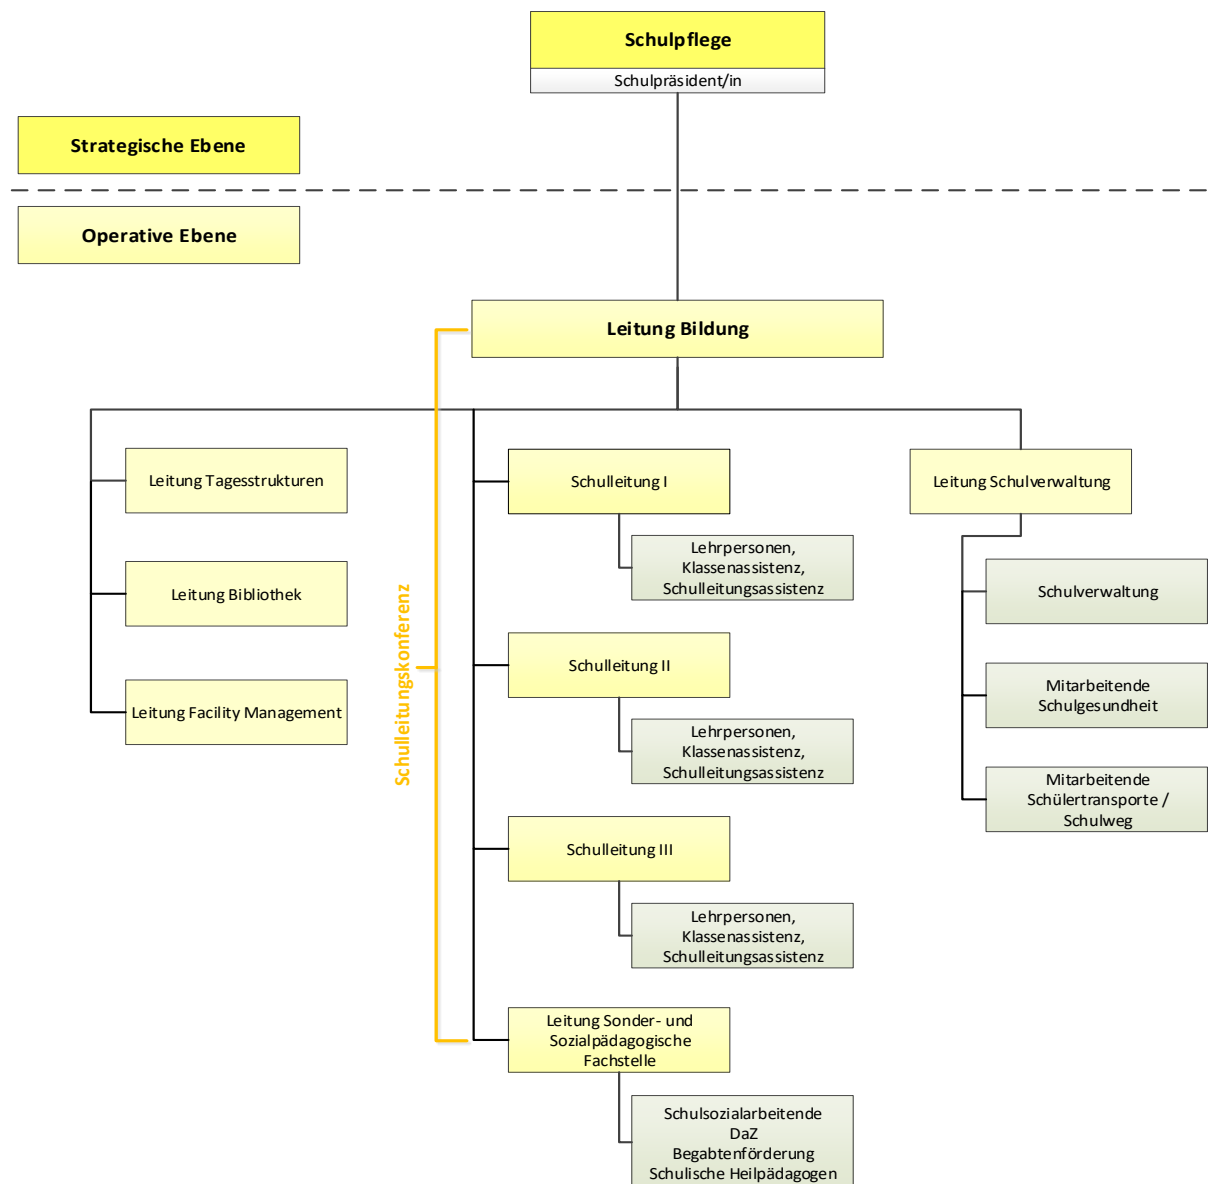 Schulpflege
Schulpräsident/in
Strategische Ebene
Operative Ebene
Leitung Bildung
Schulleitungskonferenz
Leitung Tagesstrukturen
Leitung Bibliothek
Leitung Facility Management
Schulleitung I
Lehrpersonen,
Klassenassistenz,
Schulleitungsassistenz
Schulleitung II
Lehrpersonen,
Klassenassistenz,
Schulleitungsassistenz
Schulleitung III
Lehrpersonen,
Klassenassistenz,
Schulleitungsassistenz
Leitung Sonder- und
Sozialpädagogische
Fachstelle
Schulsozialarbeitende
DaZ
Begabtenförderung
Schulische Heilpädagogen
Leitung Schulverwaltung
Schulverwaltung
Mitarbeitende
Schulgesundheit
Mitarbeitende
Schülertransporte /
Schulweg